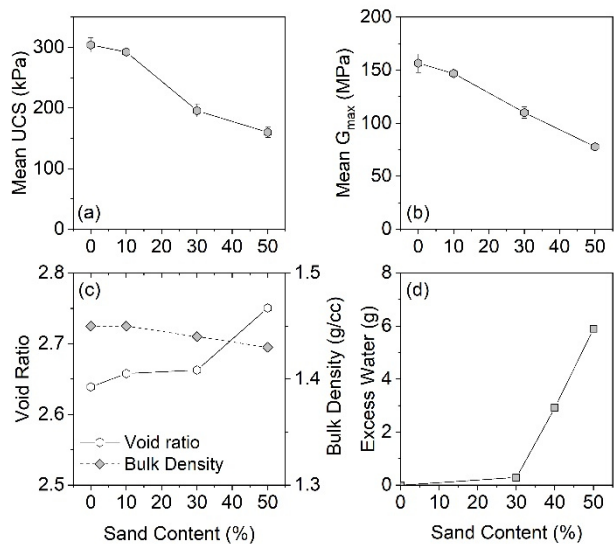 Mean UCS (kPa)
400
300
200
100
0
(a)
0 10 20 30 40 50
Mean Gmax (MPa)
200
150
100
50
0
(b)
0 10 20 30 40 50
Void Ratio
2.8
2.7
2.6
2.5
(c)
Void ratio
Bulk Density
1.5
1.4
1.3
Bulk Density (g/cc)
0 10 20 30 40 50
Sand Content (%)
Excess Water (g)
8
6
4
2
0
(d)
0 10 20 30 40 50
Sand Content (%)